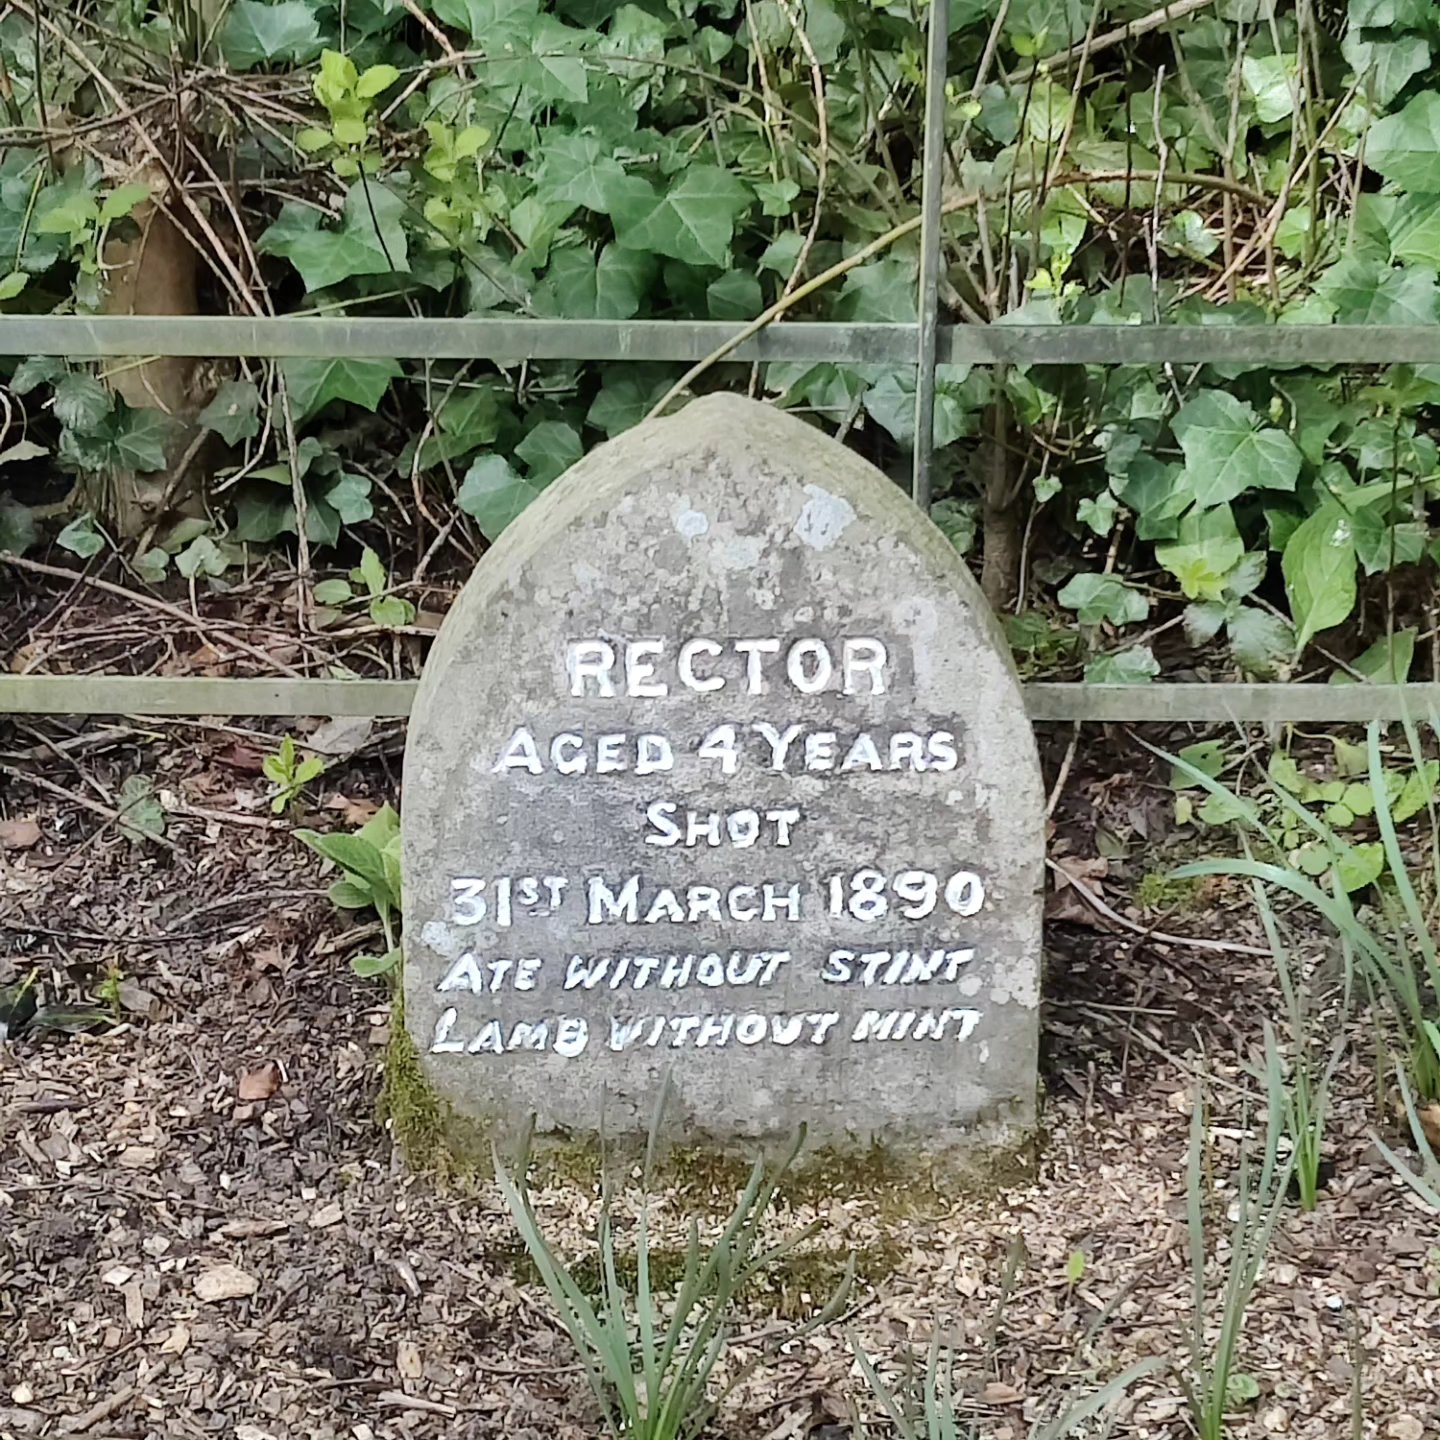 RECTOR
AGED 4 YEARS
SHOT
31ST MARCH 1890
ATE WITHOUT STINT
LAMB WITHOUT MINT